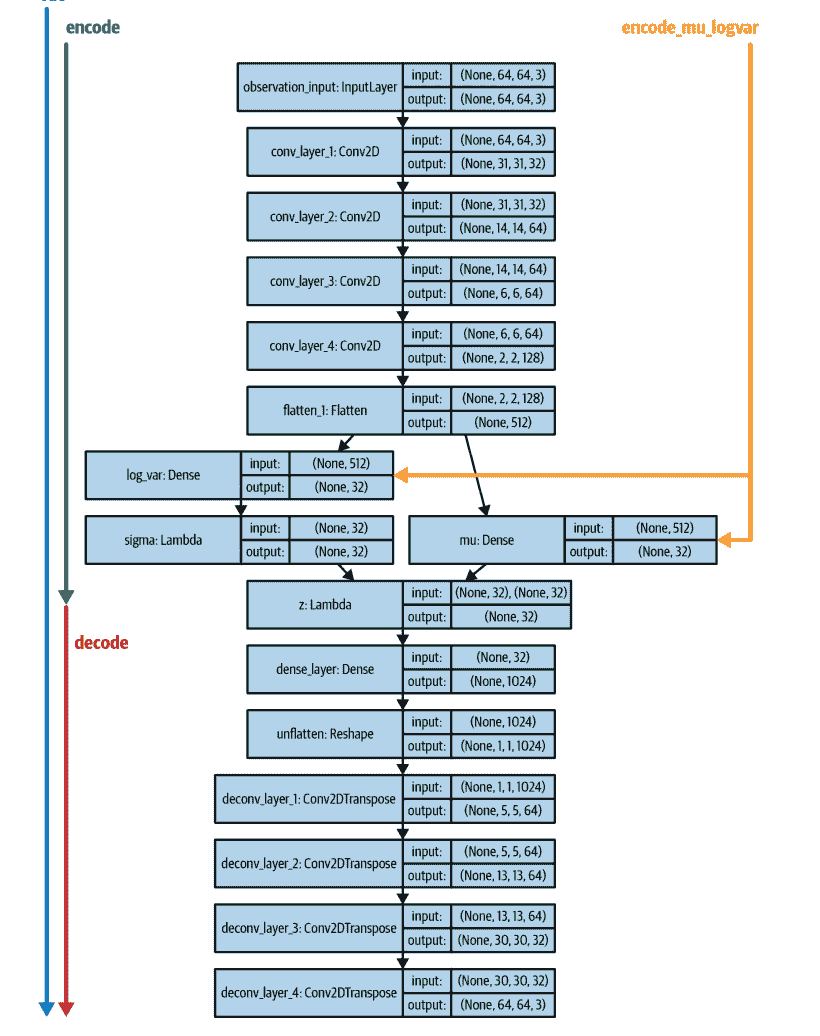 encode
encode_mu_logvar
observation_input: InputLayer
input: (None, 64, 64, 3)
output: (None, 64, 64, 3)
conv_layer_1: Conv2D
input: (None, 64, 64, 3)
output: (None, 31, 31, 32)
conv_layer_2: Conv2D
input: (None, 31, 31, 32)
output: (None, 14, 14, 64)
conv_layer_3: Conv2D
input: (None, 14, 14, 64)
output: (None, 6, 6, 64)
conv_layer_4: Conv2D
input: (None, 6, 6, 64)
output: (None, 2, 2, 128)
flatten_1: Flatten
input: (None, 2, 2, 128)
output: (None, 512)
log_var: Dense
input: (None, 512)
output: (None, 32)
sigma: Lambda
input: (None, 32)
output: (None, 32)
mu: Dense
input: (None, 512)
output: (None, 32)
z: Lambda
input: (None, 32), (None, 32)
output: (None, 32)
decode
dense_layer: Dense
input: (None, 32)
output: (None, 1024)
unflatten: Reshape
input: (None, 1024)
output: (None, 1, 1, 1024)
deconv_layer_1: Conv2DTranspose
input: (None, 1, 1, 1024)
output: (None, 5, 5, 64)
deconv_layer_2: Conv2DTranspose
input: (None, 5, 5, 64)
output: (None, 13, 13, 64)
deconv_layer_3: Conv2DTranspose
input: (None, 13, 13, 64)
output: (None, 30, 30, 32)
deconv_layer_4: Conv2DTranspose
input: (None, 30, 30, 32)
output: (None, 64, 64, 3)